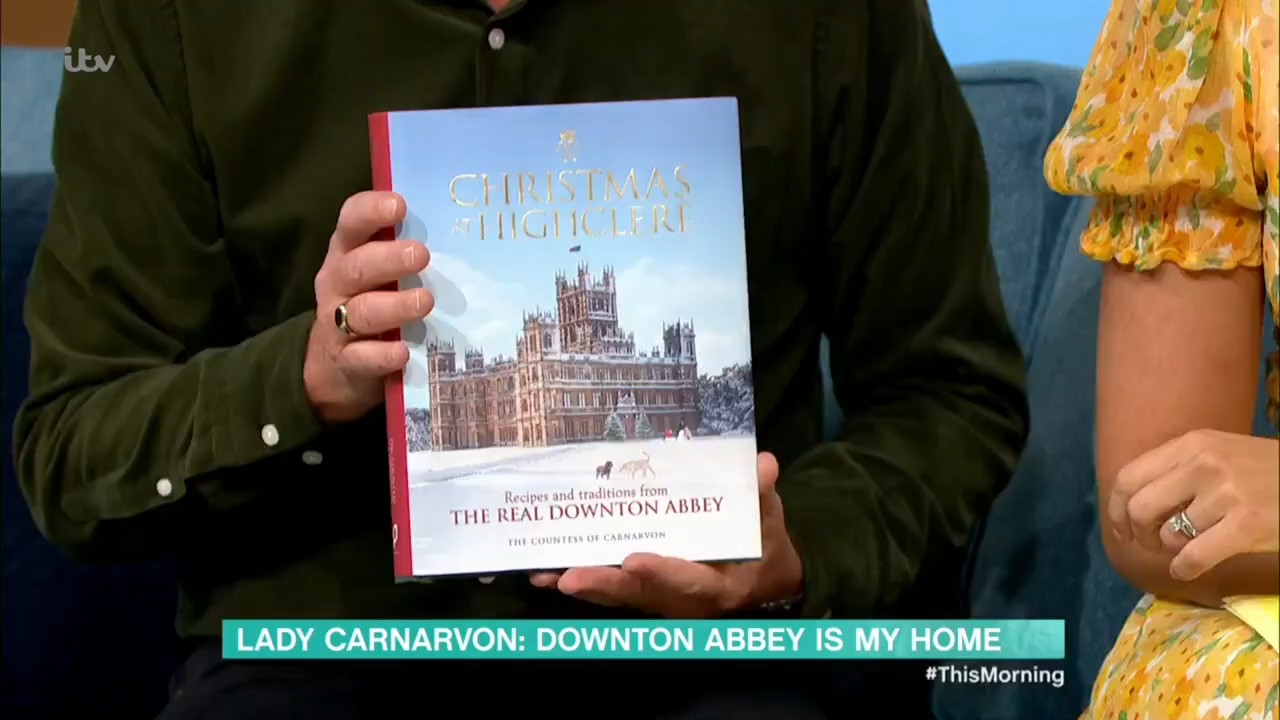 itv
CHRISTMAS
AT HIGHCLERE
Recipes and traditions from
THE REAL DOWNTON ABBEY
THE COUNTESS OF CARNARVON
LADY CARNARVON: DOWNTON ABBEY IS MY HOME
#ThisMorning